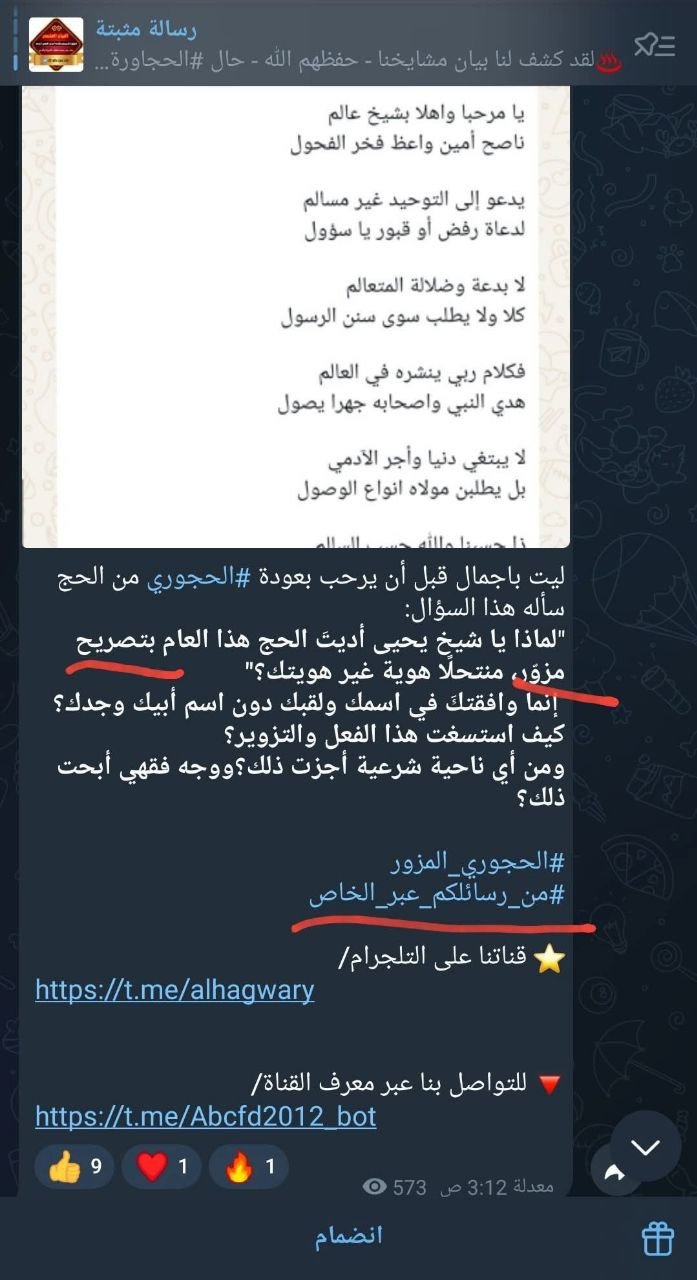 رسالة مثبتة
♨️لقد كشف لنا بيان مشايخنا - حفظهم الله - حال #الحجاورة...
يا مرحبا واهلا بشيخ عالم
ناصح أمين واعظ فخر الفحول
يدعو إلى التوحيد غير مسالم
لدعاة رفض أو قبور يا سؤول
لا بدعة وضلالة المتعالم
كلا ولا يطلب سوى سنن الرسول
فكلام ربي ينشره في العالم
هدي النبي واصحابه جهرا يصول
لا يبتغي دنيا وأجر الآدمي
بل يطلبن مولاه انواع الوصول
ليت باجمال قبل أن يرحب بعودة #الحجوري من الحج
سأله هذا السؤال:
"لماذا يا شيخ يحيى أديتَ الحج هذا العام بتصريح
مزوّر، منتحلًا هوية غير هويتك؟"
إنما وافقتكَ في اسمك ولقبك دون اسم أبيك وجدك؟
كيف استسغت هذا الفعل والتزوير؟
ومن أي ناحية شرعية أجزت ذلك؟ووجه فقهي أبحت
ذلك؟
#الحجوري_المزور
#من_رسائلكم_عبر_الخاص
⭐ قناتنا على التلجرام/
https://t.me/alhagwary
🔻 للتواصل بنا عبر معرف القناة/
https://t.me/Abcfd2012_bot
👍 9 ❤️ 1 🔥 1
573 معدلة 3:12 ص
انضمام